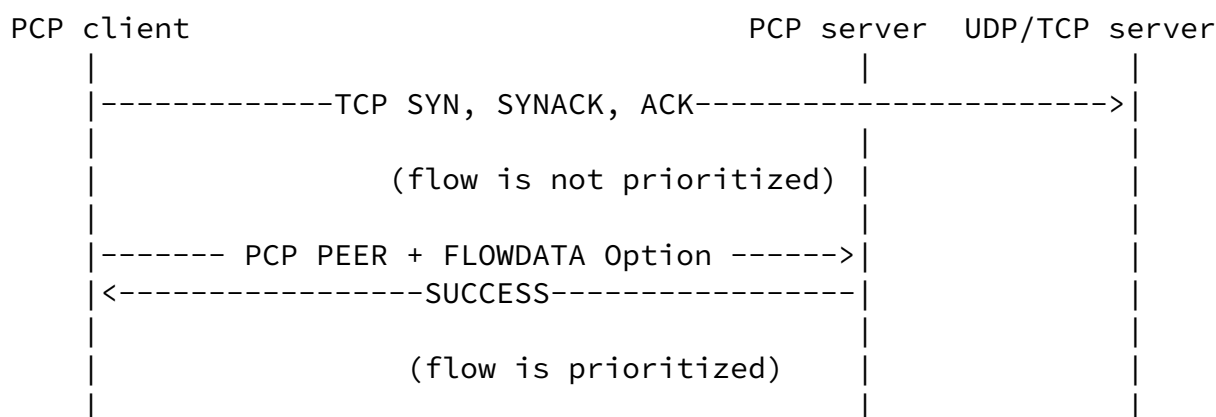 PCP client PCP server UDP/TCP server
TCP SYN, SYNACK, ACK
(flow is not prioritized)
PCP PEER + FLOWDATA Option
SUCCESS
(flow is prioritized)